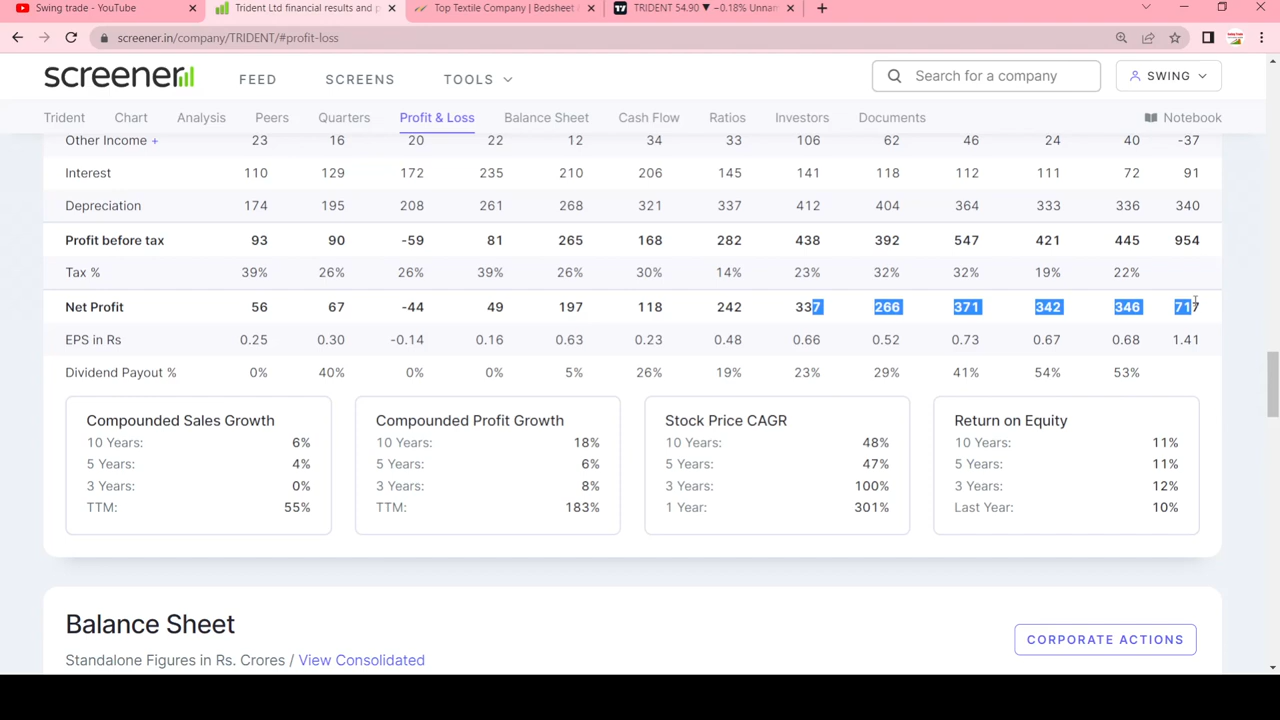 Swing trade - YouTube
Trident Ltd financial results and p
Top Textile Company | Bedsheet
TRIDENT 54.90 ▼ −0.18% Unnam
screener.in/company/TRIDENT/#profit-loss
screener FEED SCREENS TOOLS Search for a company SWING
Trident Chart Analysis Peers Quarters Profit & Loss Balance Sheet Cash Flow Ratios Investors Documents Notebook
Other Income + 23 16 20 22 12 34 33 106 62 46 24 40 -37
Interest 110 129 172 235 210 206 145 141 118 112 111 72 91
Depreciation 174 195 208 261 268 321 337 412 404 364 333 336 340
Profit before tax 93 90 -59 81 265 168 282 438 392 547 421 445 954
Tax % 39% 26% 26% 39% 26% 30% 14% 23% 32% 32% 19% 22%
Net Profit 56 67 -44 49 197 118 242 337 266 371 342 346 717
EPS in Rs 0.25 0.30 -0.14 0.16 0.63 0.23 0.48 0.66 0.52 0.73 0.67 0.68 1.41
Dividend Payout % 0% 40% 0% 0% 5% 26% 19% 23% 29% 41% 54% 53%
Compounded Sales Growth
10 Years: 6%
5 Years: 4%
3 Years: 0%
TTM: 55%
Compounded Profit Growth
10 Years: 18%
5 Years: 6%
3 Years: 8%
TTM: 183%
Stock Price CAGR
10 Years: 48%
5 Years: 47%
3 Years: 100%
1 Year: 301%
Return on Equity
10 Years: 11%
5 Years: 11%
3 Years: 12%
Last Year: 10%
Balance Sheet
CORPORATE ACTIONS
Standalone Figures in Rs. Crores / View Consolidated